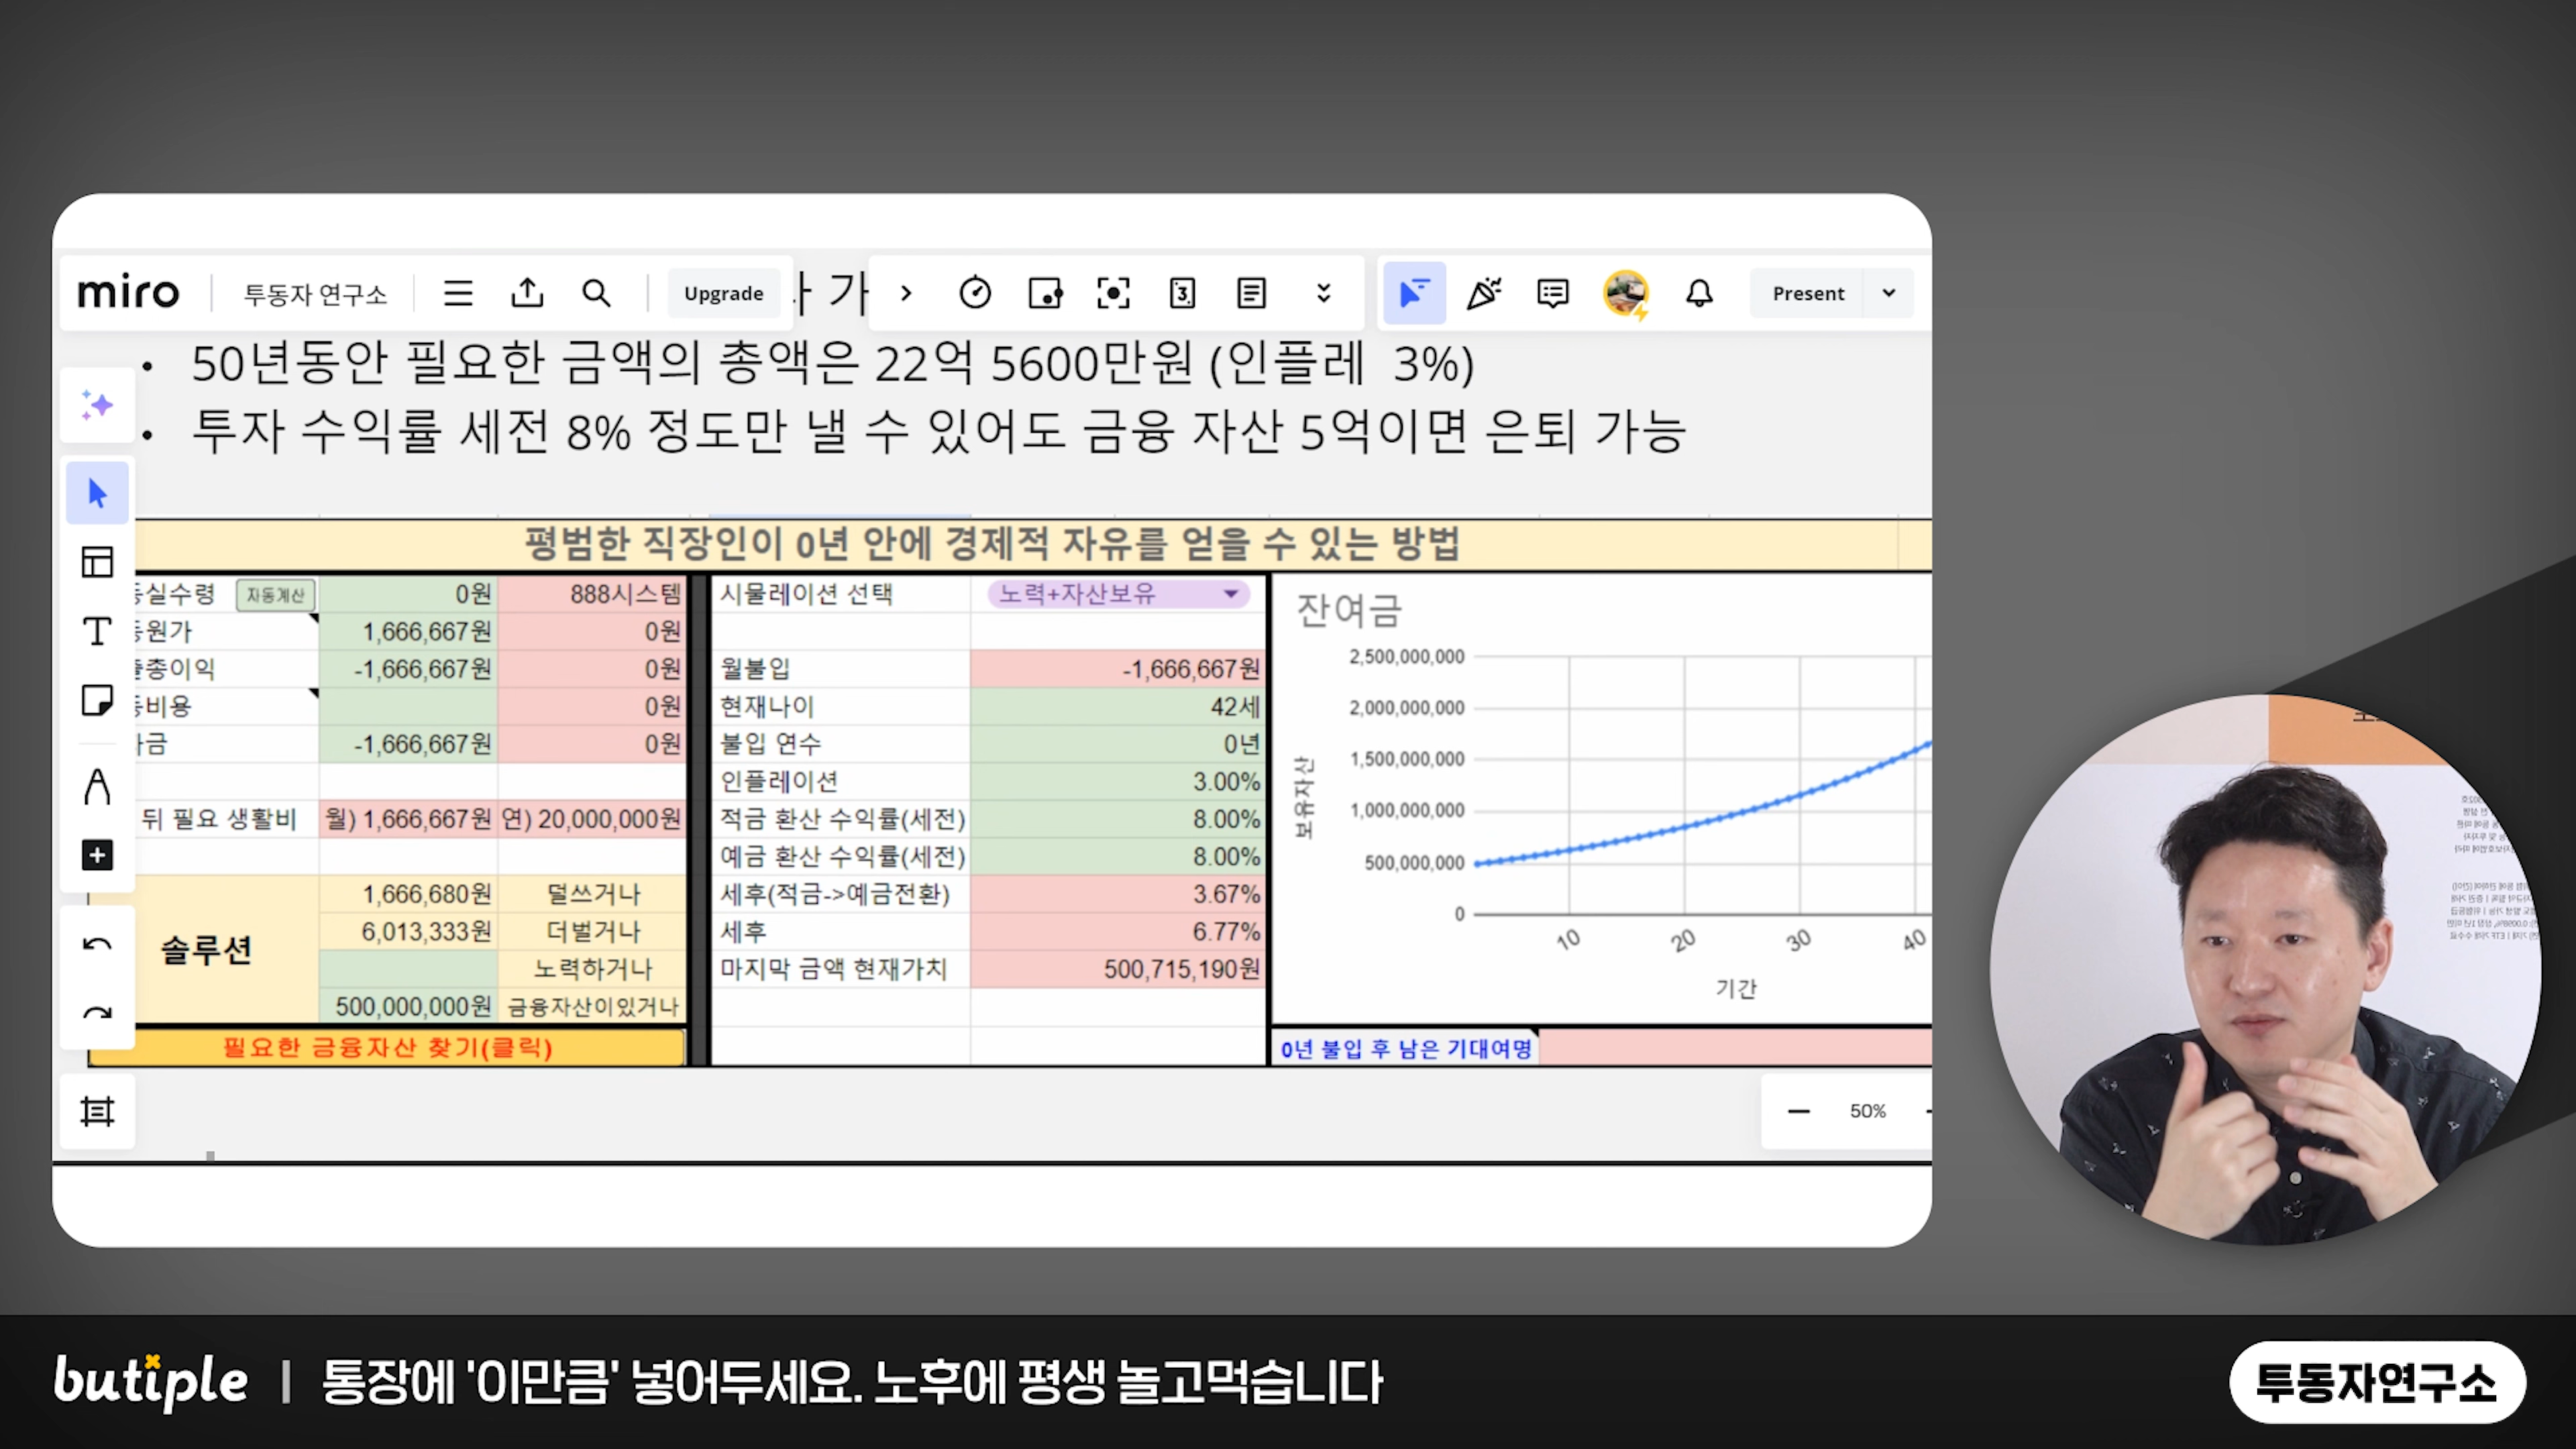 miro
투동자 연구소
Upgrade
가
Present
• 50년동안 필요한 금액의 총액은 22억 5600만원 (인플레 3%)
• 투자 수익률 세전 8% 정도만 낼 수 있어도 금융 자산 5억이면 은퇴 가능
평범한 직장인이 0년 안에 경제적 자유를 얻을 수 있는 방법
실수령 자동계산 0원 888시스템
원가 1,666,667원 0원
총이익 -1,666,667원 0원
비용 0원
금 -1,666,667원 0원
뒤 필요 생활비 월) 1,666,667원 연) 20,000,000원
솔루션
1,666,680원 덜쓰거나
6,013,333원 더벌거나
노력하거나
500,000,000원 금융자산이있거나
필요한 금융자산 찾기(클릭)
시물레이션 선택 노력+자산보유
월불입 -1,666,667원
현재나이 42세
불입 연수 0년
인플레이션 3.00%
적금 환산 수익률(세전) 8.00%
예금 환산 수익률(세전) 8.00%
세후(적금->예금전환) 3.67%
세후 6.77%
마지막 금액 현재가치 500,715,190원
잔여금
보유자산
2,500,000,000
2,000,000,000
1,500,000,000
1,000,000,000
500,000,000
0
10 20 30 40
기간
0년 불입 후 남은 기대여명
50%
butiple | 통장에 '이만큼' 넣어두세요. 노후에 평생 놀고먹습니다
투동자연구소